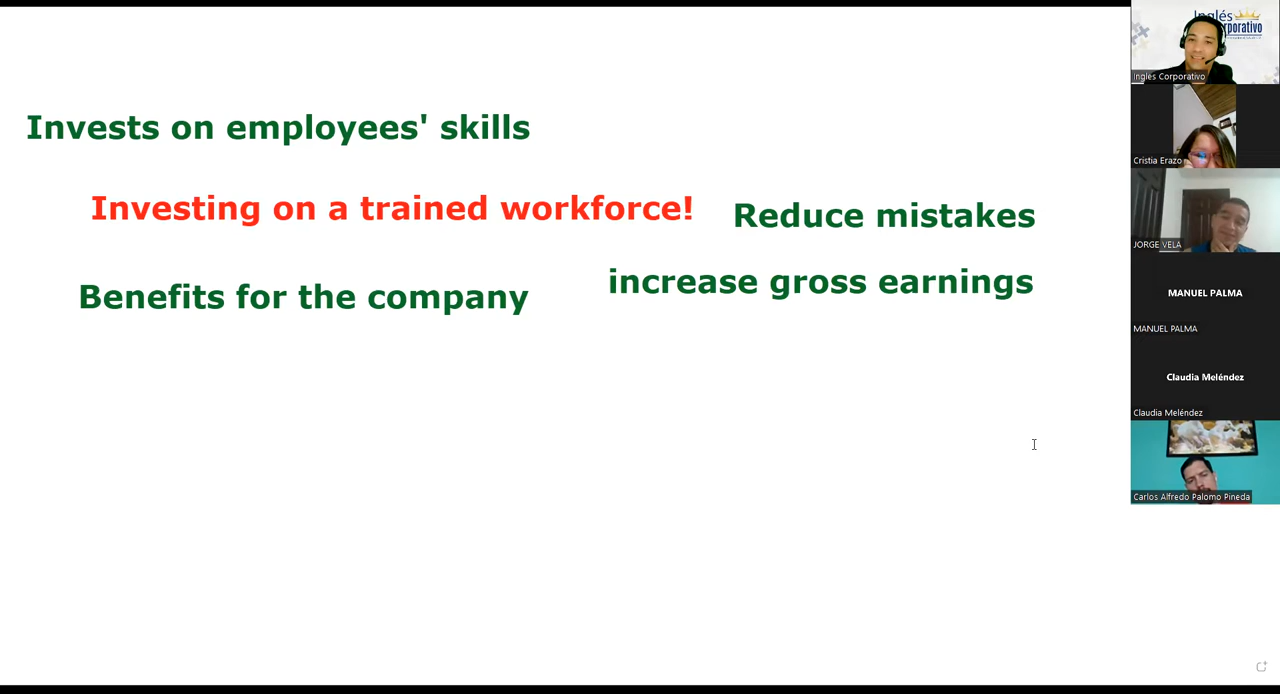 Invests on employees' skills
Investing on a trained workforce!
Reduce mistakes
Benefits for the company
increase gross earnings
Inglés
Inglés Corporativo
Cristia Erazo
JORGE VELA
MANUEL PALMA
MANUEL PALMA
Claudia Meléndez
Claudia Meléndez
Carlos Alfredo Palomo Pineda